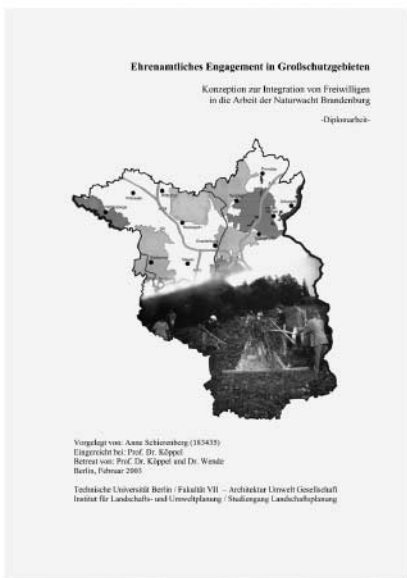 Ehrenamtliches Engagement in Großschutzgebieten
Konzeption zur Integration von Freiwilligen
in die Arbeit der Naturwacht Brandenburg
-Diplomarbeit-
Vorgelegt von: Anne Schierenberg (183435)
Eingereicht bei: Prof. Dr. Köppel
Betreut von: Prof. Dr. Köppel und Dr. Wende
Berlin, Februar 2003
Technische Universität Berlin / Fakultät VII – Architektur Umwelt Gesellschaft
Institut für Landschafts- und Umweltplanung / Studiengang Landschaftsplanung